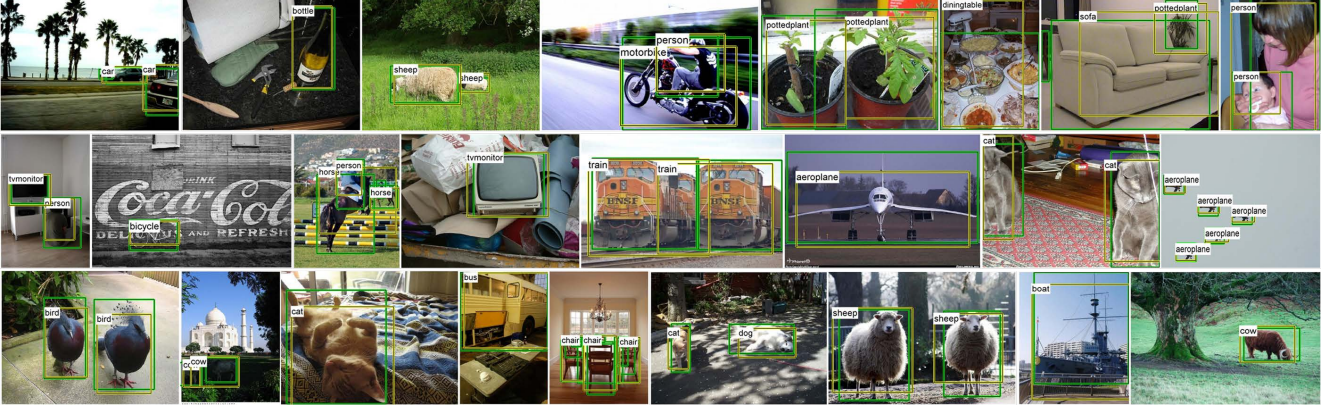 car
car
bottle
sheep
sheep
person
motorbike
pottedplant
pottedplant
diningtable
sofa
pottedplant
person
person
tvmonitor
person
DRINK
Coca-Cola
DELICIOUS AND REFRESH
bicycle
person
horse
horse
tvmonitor
train
train
BNSF
BNSF
aeroplane
cat
cat
aeroplane
aeroplane
aeroplane
aeroplane
aeroplane
bird
bird
cow
cat
bus
chair
chair
chair
cat
dog
sheep
sheep
boat
cow